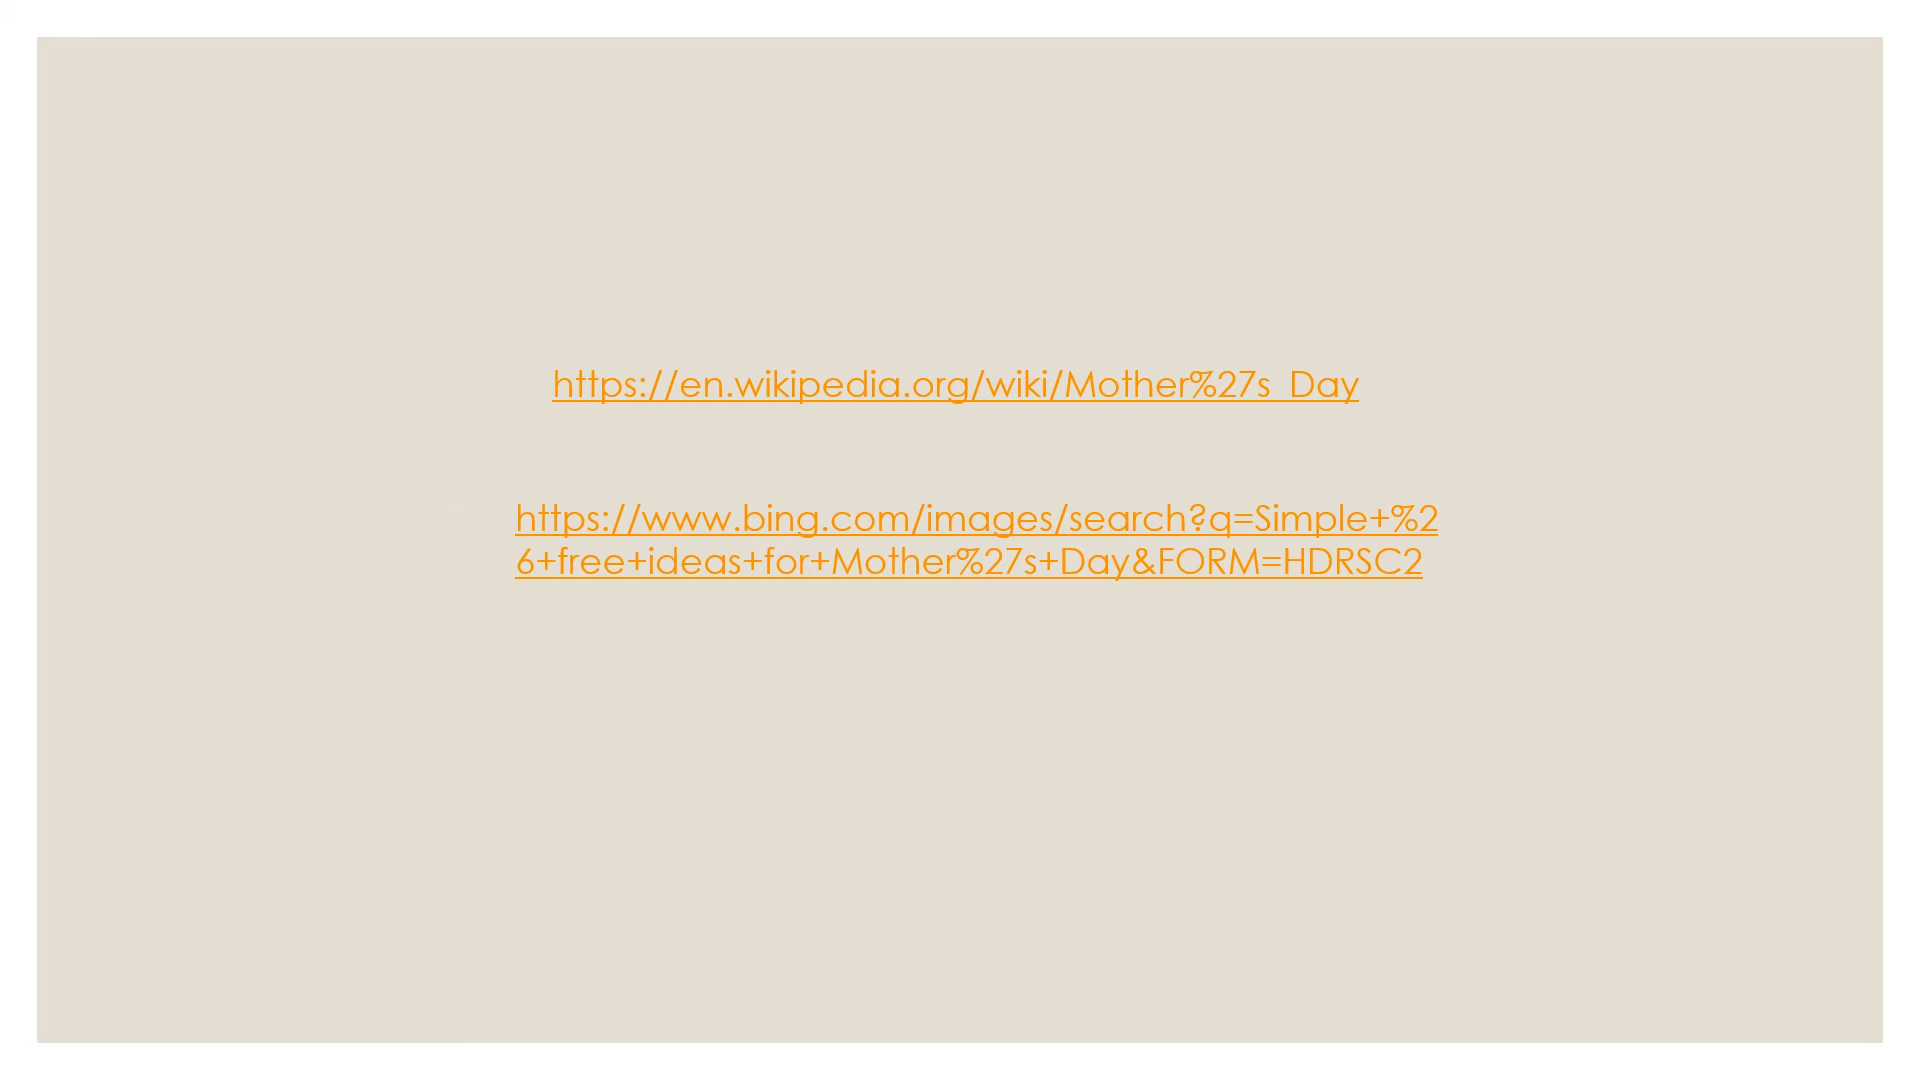 https://en.wikipedia.org/wiki/Mother%27s_Day
https://www.bing.com/images/search?q=Simple+%2
6+free+ideas+for+Mother%27s+Day&FORM=HDRSC2